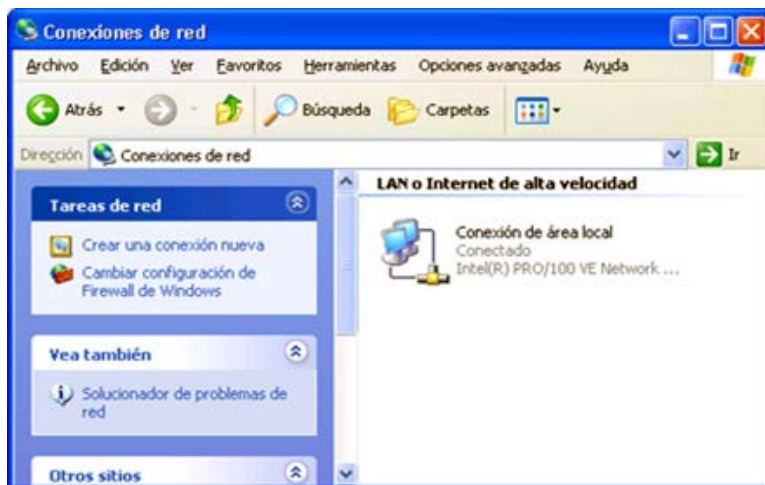 Conexiones de red
Archivo Edición Ver Favoritos Herramientas Opciones avanzadas Ayuda
Atrás Búsqueda Carpetas
Dirección Conexiones de red Ir
Tareas de red
Crear una conexión nueva
Cambiar configuración de
Firewall de Windows
Vea también
Solucionador de problemas de
red
Otros sitios
LAN o Internet de alta velocidad
Conexión de área local
Conectado
Intel(R) PRO/100 VE Network ...